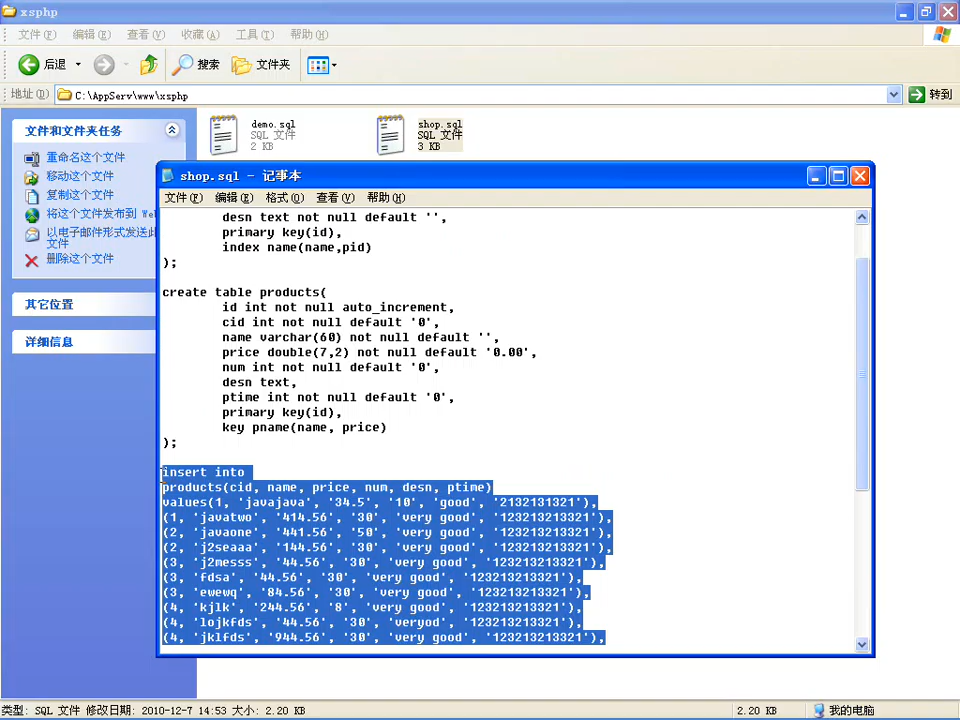 xsphp
文件(F) 编辑(E) 查看(V) 收藏(A) 工具(T) 帮助(H)
后退 搜索 文件夹
地址(D) C:\AppServ\www\xsphp 转到
文件和文件夹任务
重命名这个文件
移动这个文件
复制这个文件
将这个文件发布到 We
以电子邮件形式发送此
文件
删除这个文件
其它位置
详细信息
demo.sql
SQL 文件
2 KB
shop.sql
SQL 文件
3 KB
shop.sql - 记事本
文件(F) 编辑(E) 格式(O) 查看(V) 帮助(H)
desn text not null default '',
primary key(id),
index name(name,pid)
);
create table products(
id int not null auto_increment,
cid int not null default '0',
name varchar(60) not null default '',
price double(7,2) not null default '0.00',
num int not null default '0',
desn text,
ptime int not null default '0',
primary key(id),
key pname(name, price)
);
insert into
products(cid, name, price, num, desn, ptime)
values(1, 'javajava', '34.5', '10', 'good', '2132131321'),
(1, 'javatwo', '414.56', '30', 'very good', '123213213321'),
(2, 'javaone', '441.56', '50', 'very good', '123213213321'),
(2, 'j2seaaa', '144.56', '30', 'very good', '123213213321'),
(3, 'j2messs', '44.56', '30', 'very good', '123213213321'),
(3, 'fdsa', '44.56', '30', 'very good', '123213213321'),
(3, 'ewewq', '84.56', '30', 'very good', '123213213321'),
(4, 'kjlk', '244.56', '8', 'very good', '123213213321'),
(4, 'lojkfds', '44.56', '30', 'veryod', '123213213321'),
(4, 'jklfds', '944.56', '30', 'very good', '123213213321'),
类型: SQL 文件 修改日期: 2010-12-7 14:53 大小: 2.20 KB 2.20 KB 我的电脑